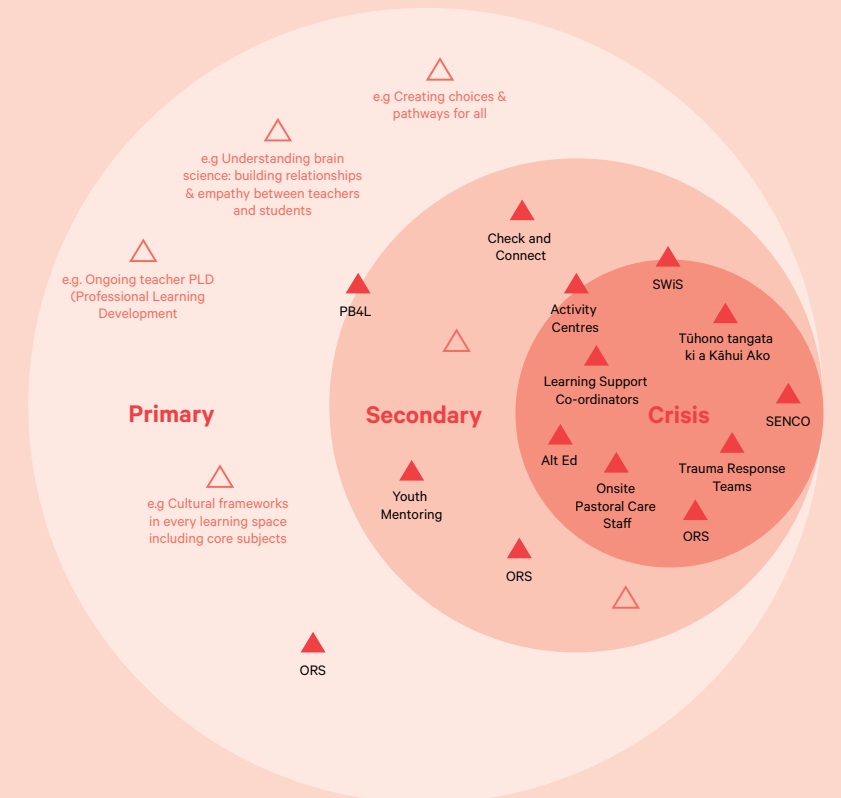 e.g Creating choices &
pathways for all
e.g Understanding brain
science: building relationships
& empathy between teachers
and students
Check and
Connect
e.g. Ongoing teacher PLD
(Professional Learning
Development
PB4L
Activity
Centres
SWiS
Tūhono tangata
ki a Kāhui Ako
Learning Support
Co-ordinators
Primary
Secondary
Crisis
SENCO
Alt Ed
Trauma Response
Teams
Onsite
Pastoral Care
Staff
Youth
Mentoring
e.g Cultural frameworks
in every learning space
including core subjects
ORS
ORS
ORS